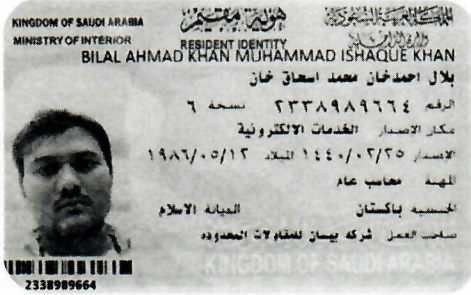 KINGDOM OF SAUDI ARABIA
MINISTRY OF INTERIOR
هوية مقيم
RESIDENT IDENTITY
المملكة العربية السعودية
وزارة الداخلية
BILAL AHMAD KHAN MUHAMMAD ISHAQUE KHAN
بلال احمدخان محمد اسحاق خان
الرقم ٢٣٣٨٩٨٩٦٦٤ نسخة ٦
مكان الاصدار الخدمات الالكترونية
الاصدار ١٤٤٠/٠٢/٢٥ الميلاد ١٩٨٦/٠٥/١٢
المهنة محاسب عام
الجنسية باكستان الديانة الاسلام
صاحب العمل شركة بيسان للمقاولات المحدوده
KINGDOM OF SAUDI ARABIA
2338989664